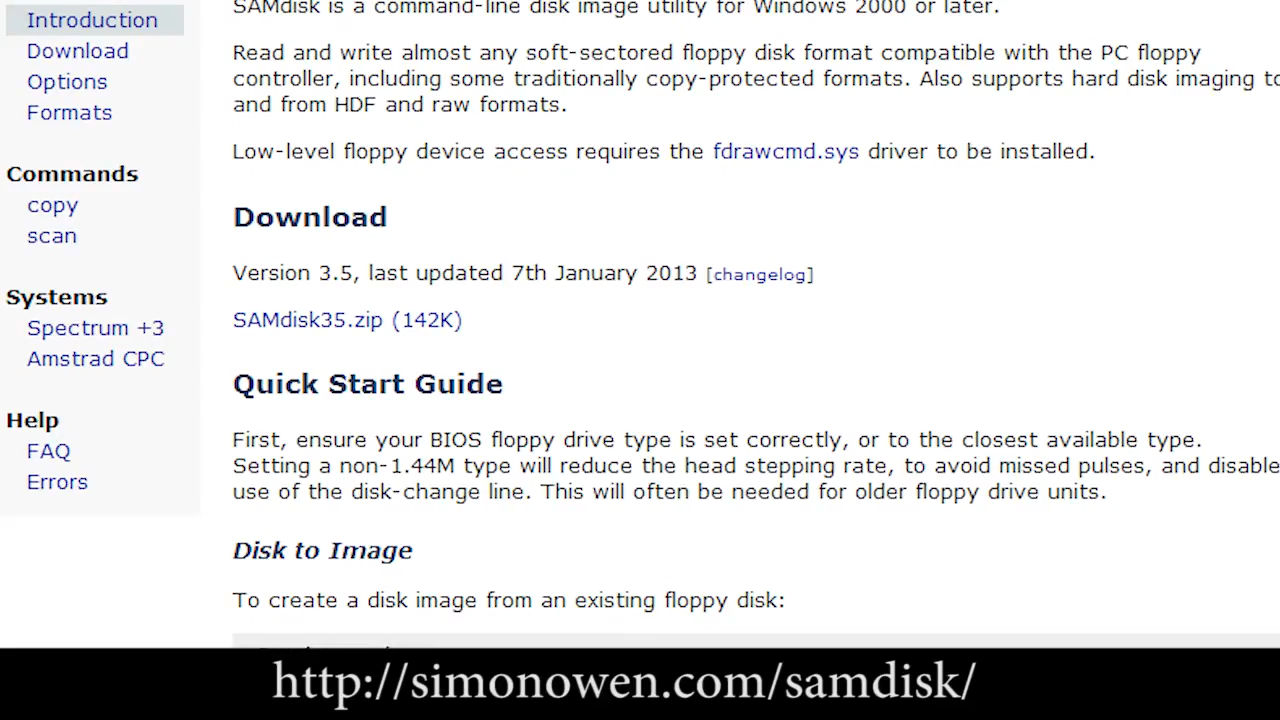 Introduction
Download
Options
Formats
Commands
copy
scan
Systems
Spectrum +3
Amstrad CPC
Help
FAQ
Errors
SAMdisk is a command-line disk image utility for Windows 2000 or later.
Read and write almost any soft-sectored floppy disk format compatible with the PC floppy
controller, including some traditionally copy-protected formats. Also supports hard disk imaging to
and from HDF and raw formats.
Low-level floppy device access requires the fdrawcmd.sys driver to be installed.
Download
Version 3.5, last updated 7th January 2013 [changelog]
SAMdisk35.zip (142K)
Quick Start Guide
First, ensure your BIOS floppy drive type is set correctly, or to the closest available type.
Setting a non-1.44M type will reduce the head stepping rate, to avoid missed pulses, and disable
use of the disk-change line. This will often be needed for older floppy drive units.
Disk to Image
To create a disk image from an existing floppy disk:
http://simonowen.com/samdisk/